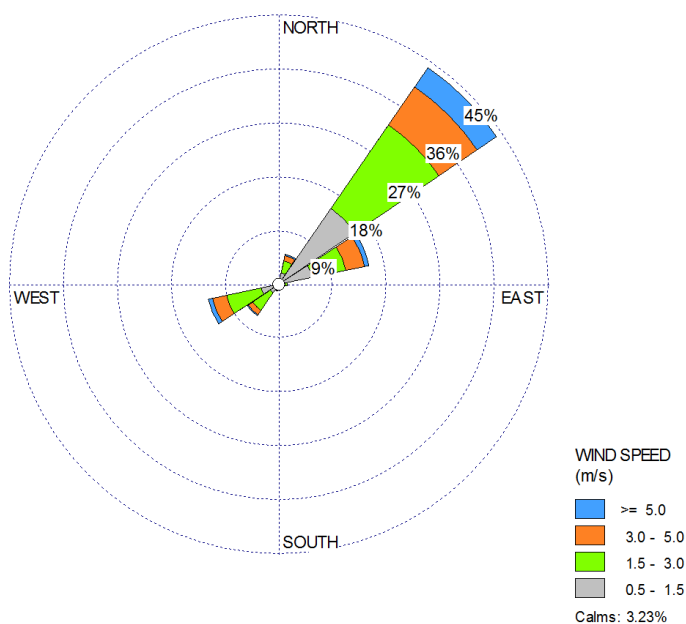 NORTH
45%
36%
27%
18%
9%
WEST
EAST
SOUTH
WIND SPEED
(m/s)
>= 5.0
3.0 - 5.0
1.5 - 3.0
0.5 - 1.5
Calms: 3.23%